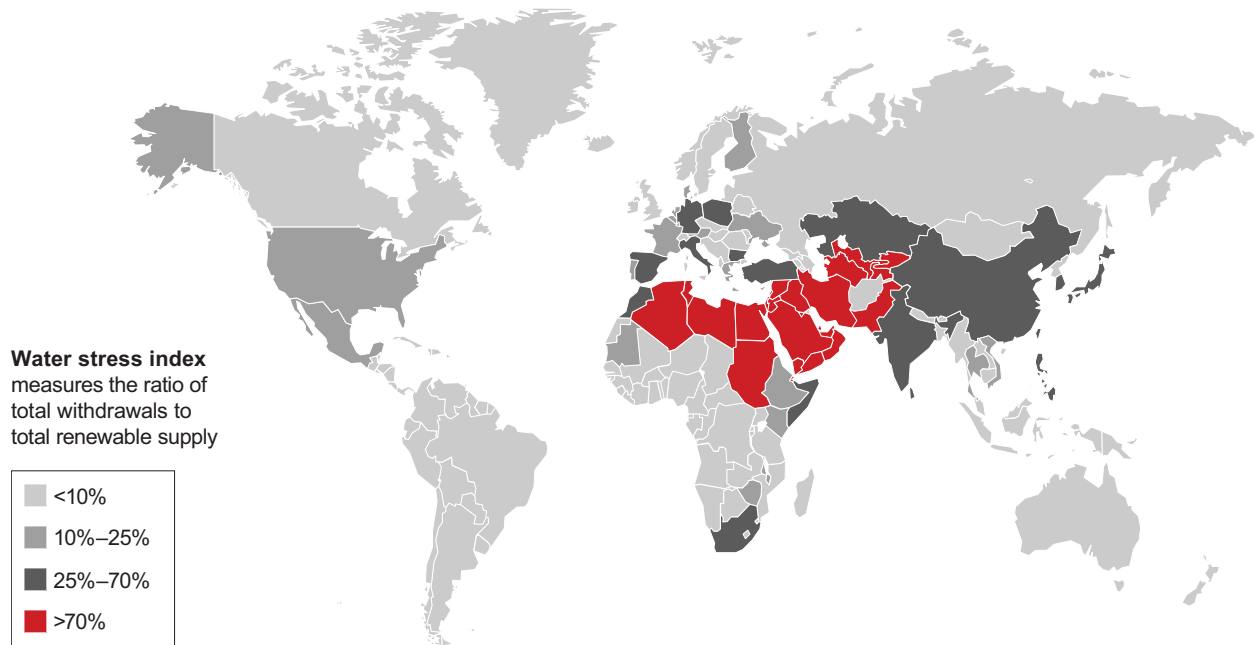 Water stress index
measures the ratio of
total withdrawals to
total renewable supply
<10%
10%–25%
25%–70%
>70%